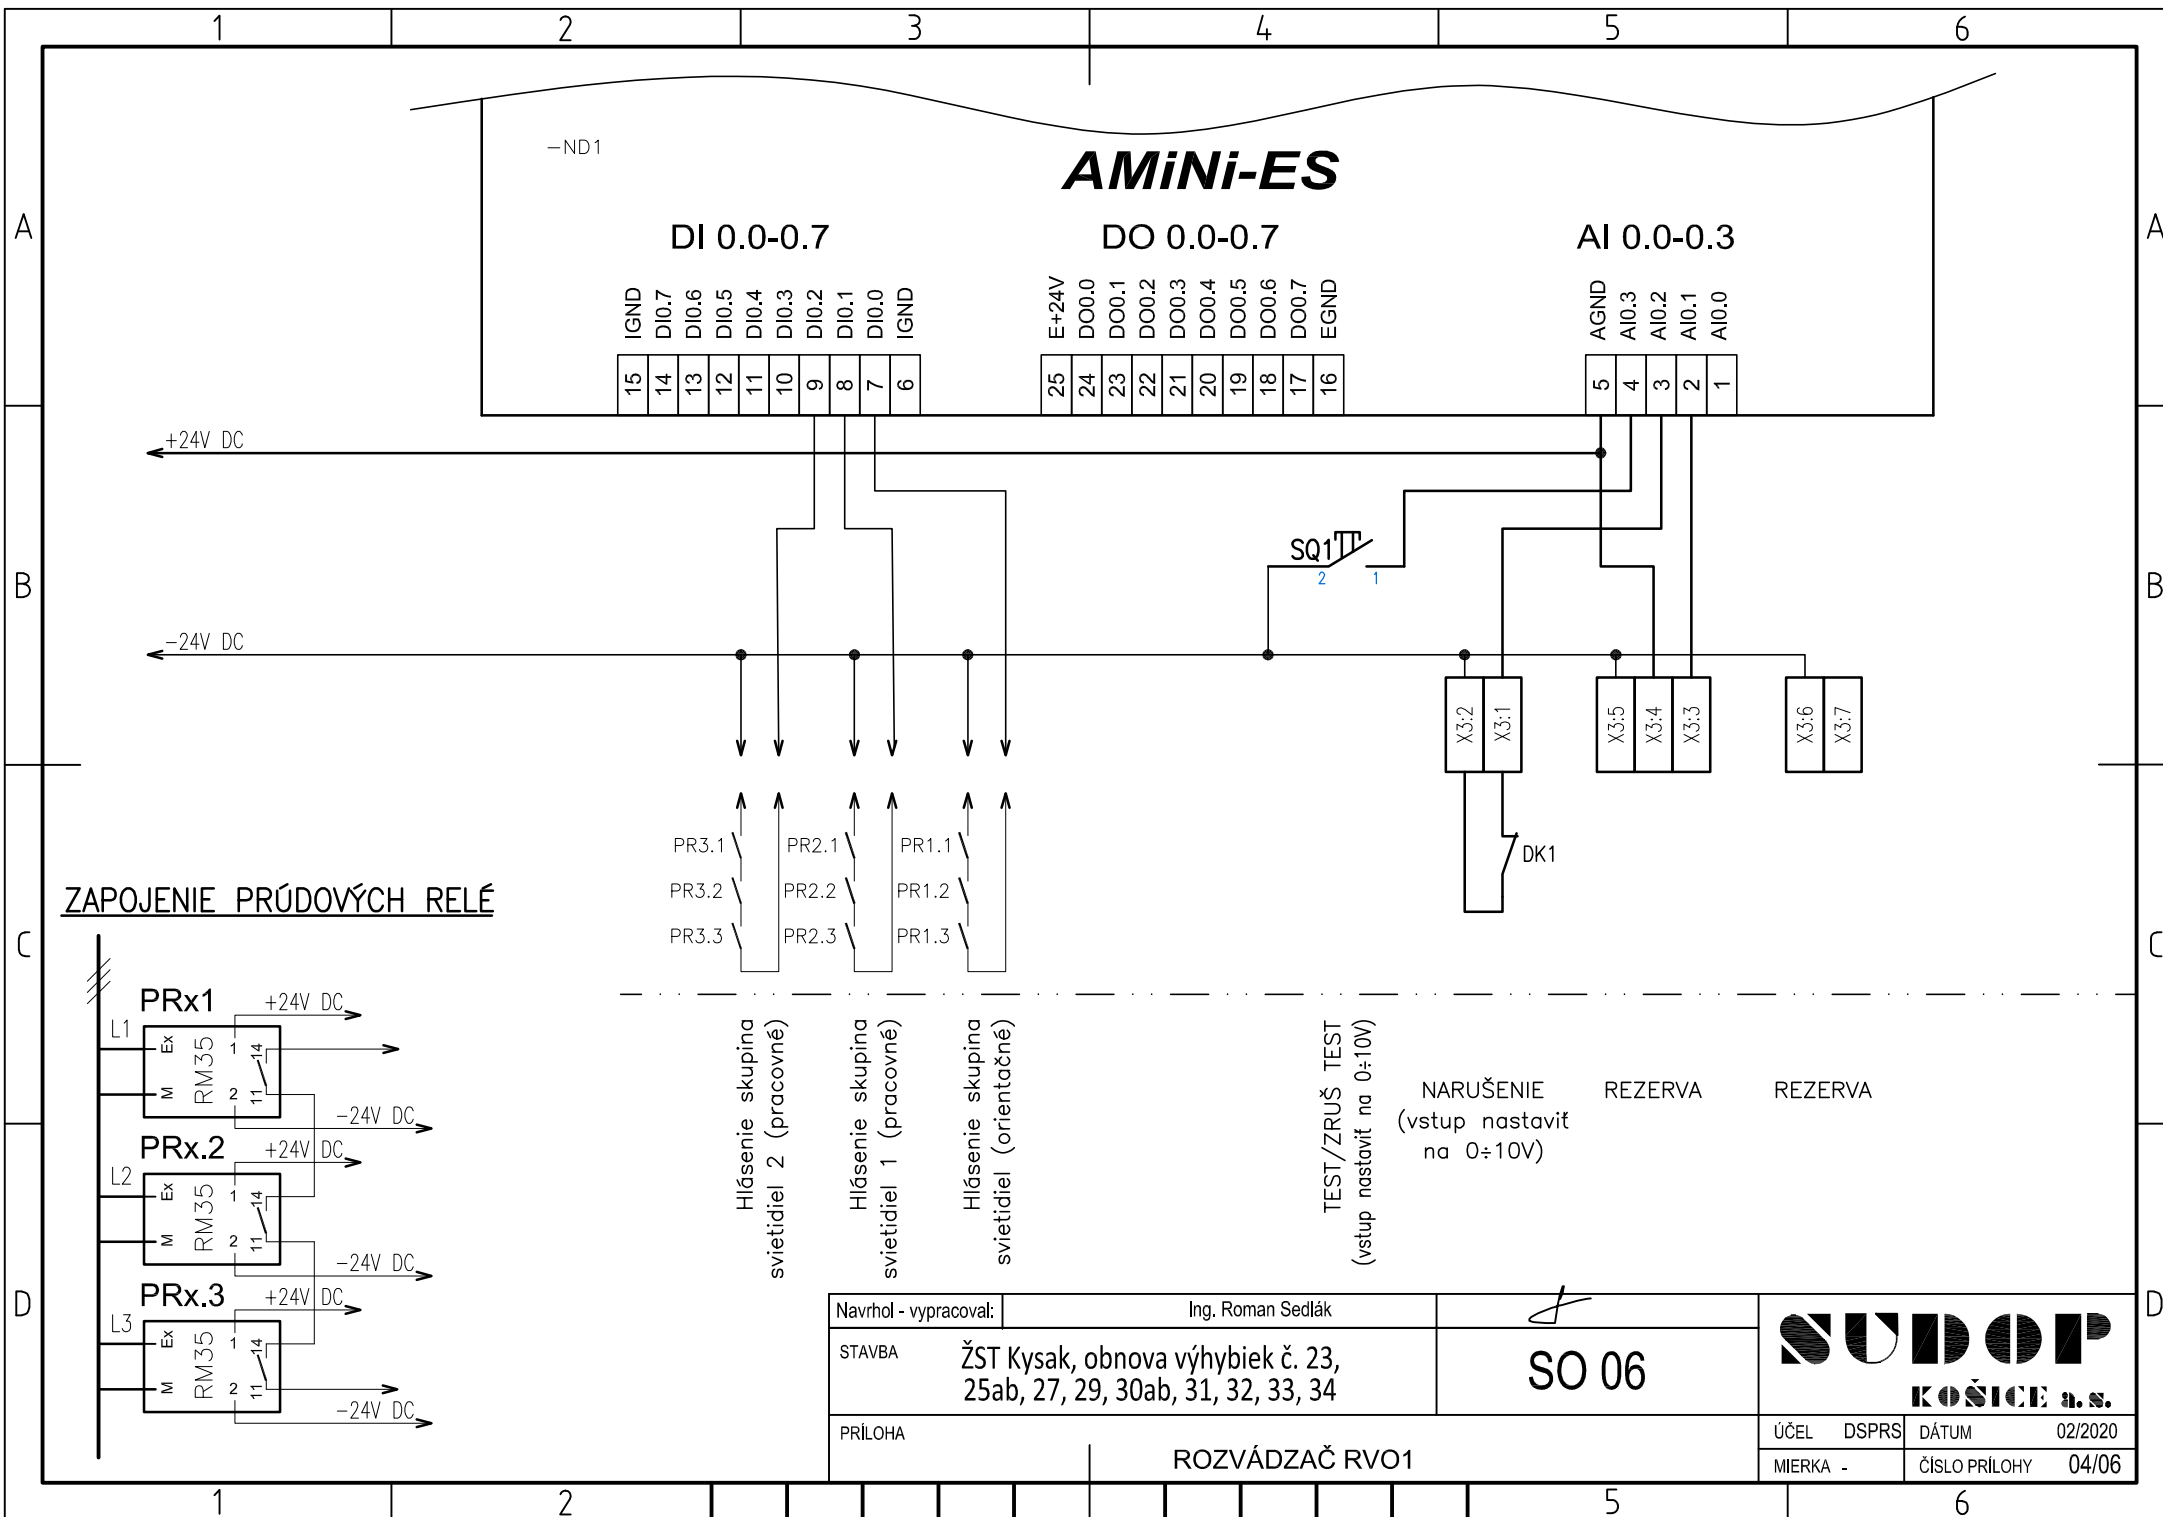 1 2 3 4 5 6
-ND1
AMiNi-ES
A A
DI 0.0-0.7 DO 0.0-0.7 AI 0.0-0.3
IGND DI0.7 DI0.6 DI0.5 DI0.4 DI0.3 DI0.2 DI0.1 DI0.0 IGND
E+24V DO0.0 DO0.1 DO0.2 DO0.3 DO0.4 DO0.5 DO0.6 DO0.7 EGND
AGND AI0.3 AI0.2 AI0.1 AI0.0
15 14 13 12 11 10 9 8 7 6
25 24 23 22 21 20 19 18 17 16
5 4 3 2 1
+24V DC
SQ1
2 1
B B
-24V DC
X3:2 X3:1 X3:5 X3:4 X3:3 X3:6 X3:7
PR3.1 PR2.1 PR1.1
DK1
PR3.2 PR2.2 PR1.2
PR3.3 PR2.3 PR1.3
ZAPOJENIE PRÚDOVÝCH RELÉ
C C
PRx1
+24V DC
L1
Ex M RM35 1 2 14 11
-24V DC
PRx.2
+24V DC
L2
Ex M RM35 1 2 14 11
-24V DC
PRx.3
+24V DC
L3
Ex M RM35 1 2 14 11
-24V DC
Hlásenie skupina
svietidiel 2 (pracovné)
Hlásenie skupina
svietidiel 1 (pracovné)
Hlásenie skupina
svietidiel (orientačné)
TEST/ZRUŠ TEST
(vstup nastaviť na 0÷10V)
NARUŠENIE
(vstup nastaviť
na 0÷10V)
REZERVA
REZERVA
D D
Navrhol - vypracoval: Ing. Roman Sedlák
STAVBA
ŽST Kysak, obnova výhybiek č. 23,
25ab, 27, 29, 30ab, 31, 32, 33, 34
SO 06
SUDOP
KOŠICE a. s.
PRÍLOHA
ROZVÁDZAČ RVO1
ÚČEL DSPRS DÁTUM 02/2020
MIERKA - ČÍSLO PRÍLOHY 04/06
1 2 5 6